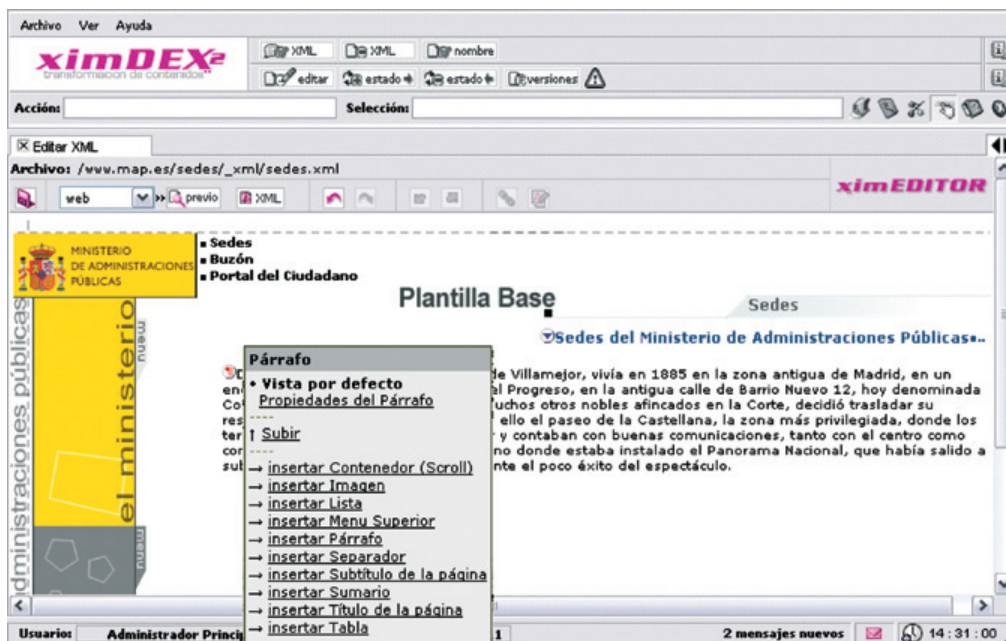 Archivo Ver Ayuda
ximDEX²
transformacion de contenidos
XML XML nombre
editar estado estado versiones
Acción: Selección:
Editar XML
Archivo: /www.map.es/sedes/_xml/sedes.xml
ximEDITOR
web previo XML
MINISTERIO
DE ADMINISTRACIONES
PÚBLICAS
Sedes
Buzón
Portal del Ciudadano
Plantilla Base
Sedes
Sedes del Ministerio de Administraciones Públicas
administraciones públicas
el ministerio
menu
menu
de Villamejor, vivía en 1885 en la zona antigua de Madrid, en un
el Progreso, en la antigua calle de Barrio Nuevo 12, hoy denominada
uchos otros nobles afincados en la Corte, decidió trasladar su
ello el paseo de la Castellana, la zona más privilegiada, donde los
y contaban con buenas comunicaciones, tanto con el centro como
no donde estaba instalado el Panorama Nacional, que había salido a
nte el poco éxito del espectáculo.
Párrafo
Vista por defecto
Propiedades del Párrafo
----
↑ Subir
----
→ insertar Contenedor (Scroll)
→ insertar Imagen
→ insertar Lista
→ insertar Menu Superior
→ insertar Párrafo
→ insertar Separador
→ insertar Subtítulo de la página
→ insertar Sumario
→ insertar Título de la página
→ insertar Tabla
Usuario: Administrador Princip 1 2 mensajes nuevos 14:31:00